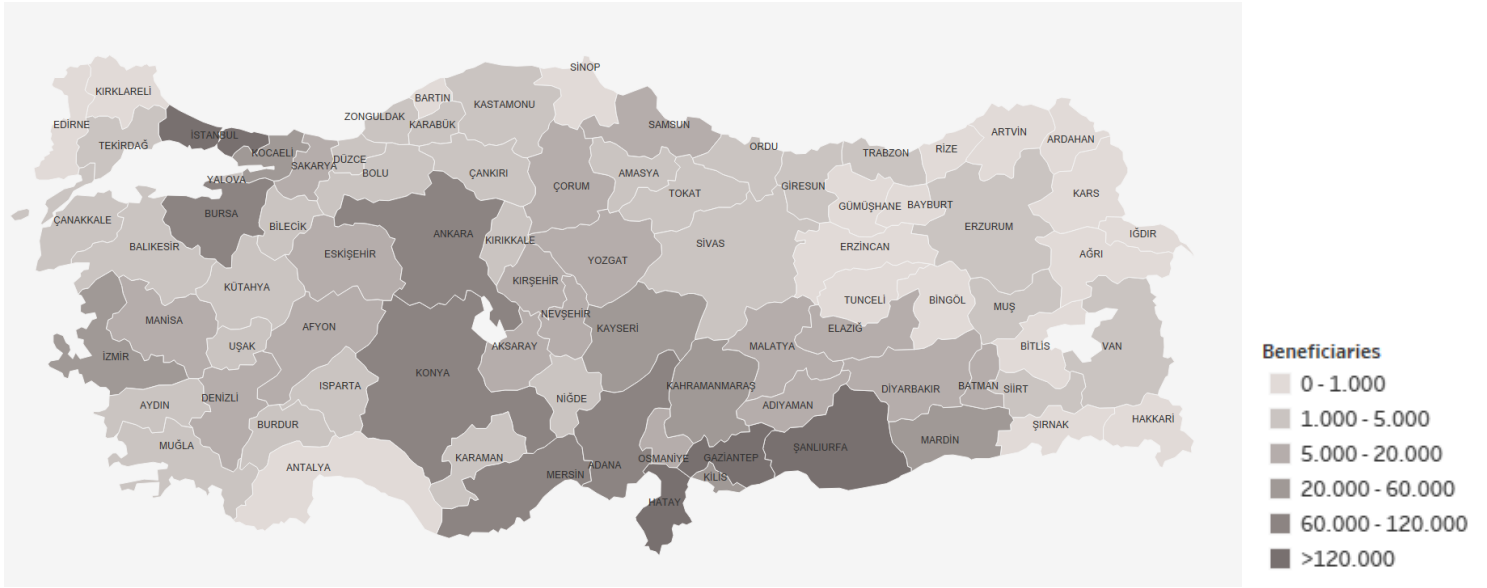 SİNOP
KIRKLARELİ
BARTIN
KASTAMONU
ZONGULDAK
KARABÜK
EDİRNE
TEKİRDAĞ
İSTANBUL
SAMSUN
ARTVİN
ARDAHAN
KOCAELİ
SAKARYA
DÜZCE
BOLU
ÇANKIRI
ÇORUM
AMASYA
ORDU
TRABZON
RİZE
YALOVA
TOKAT
GİRESUN
KARS
BURSA
BİLECİK
GÜMÜŞHANE
BAYBURT
ÇANAKKALE
BALIKESİR
ESKİŞEHİR
ANKARA
KIRIKKALE
SİVAS
ERZİNCAN
ERZURUM
IĞDIR
AĞRI
YOZGAT
KIRŞEHİR
KÜTAHYA
TUNCELİ
BİNGÖL
MUŞ
MANİSA
AFYON
NEVŞEHİR
KAYSERİ
ELAZIĞ
İZMİR
UŞAK
AKSARAY
MALATYA
BİTLİS
VAN
KONYA
ISPARTA
KAHRAMANMARAŞ
DİYARBAKIR
BATMAN
SİİRT
AYDIN
DENİZLİ
NİĞDE
ADIYAMAN
BURDUR
ŞIRNAK
HAKKARİ
MUĞLA
MARDİN
ŞANLIURFA
ANTALYA
KARAMAN
OSMANİYE
GAZİANTEP
MERSİN
ADANA
KİLİS
HATAY
Beneficiaries
0 - 1.000
1.000 - 5.000
5.000 - 20.000
20.000 - 60.000
60.000 - 120.000
>120.000